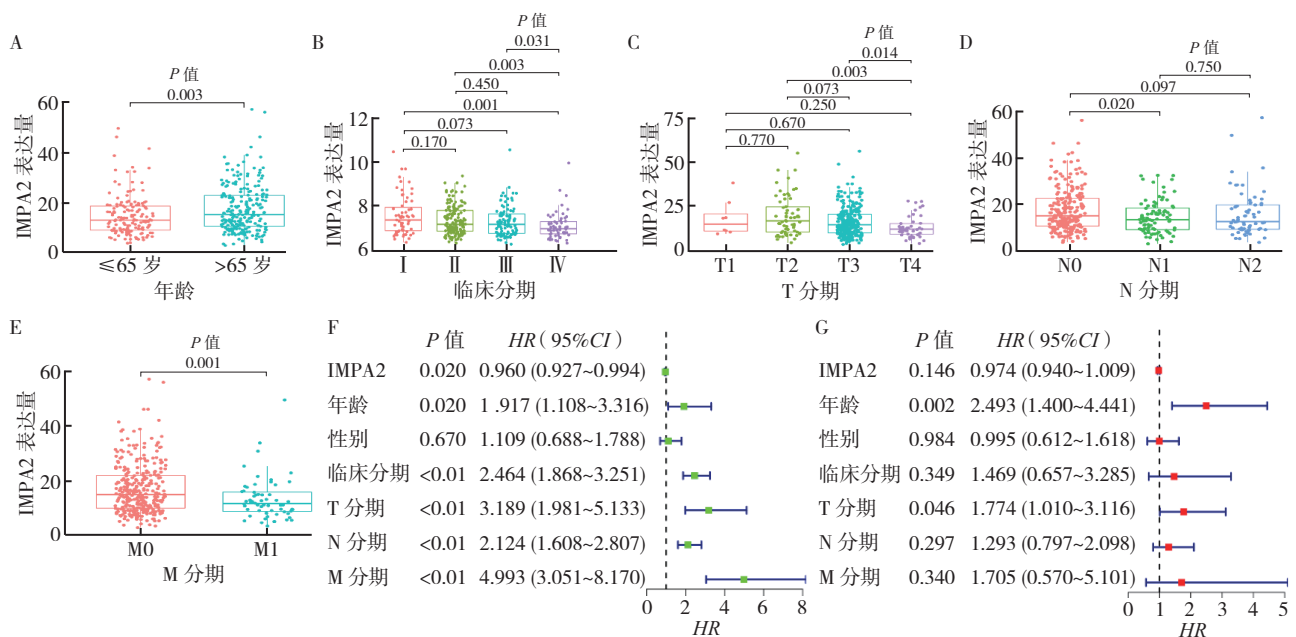 A
P 值
0.003
IMPA2 表达量
60
40
20
0
≤65 岁
>65 岁
年龄
B
P 值
0.031
0.003
0.450
0.001
0.073
0.170
IMPA2 表达量
12
10
8
6
Ⅰ
Ⅱ
Ⅲ
Ⅳ
临床分期
C
P 值
0.014
0.003
0.073
0.250
0.670
0.770
IMPA2 表达量
75
50
25
0
T1
T2
T3
T4
T 分期
D
P 值
0.750
0.097
0.020
IMPA2 表达量
60
40
20
0
N0
N1
N2
N 分期
E
P 值
0.001
IMPA2 表达量
60
40
20
0
M0
M1
M 分期
F
P 值 HR（95%CI）
IMPA2 0.020 0.960 (0.927~0.994)
年龄 0.020 1 .917 (1.108~3.316)
性别 0.670 1.109 (0.688~1.788)
临床分期 <0.01 2.464 (1.868~3.251)
T 分期 <0.01 3.189 (1.981~5.133)
N 分期 <0.01 2.124 (1.608~2.807)
M 分期 <0.01 4.993 (3.051~8.170)
0 2 4 6 8
HR
G
P 值 HR（95%CI）
IMPA2 0.146 0.974 (0.940~1.009)
年龄 0.002 2.493 (1.400~4.441)
性别 0.984 0.995 (0.612~1.618)
临床分期 0.349 1.469 (0.657~3.285)
T 分期 0.046 1.774 (1.010~3.116)
N 分期 0.297 1.293 (0.797~2.098)
M 分期 0.340 1.705 (0.570~5.101)
0 1 2 3 4 5
HR